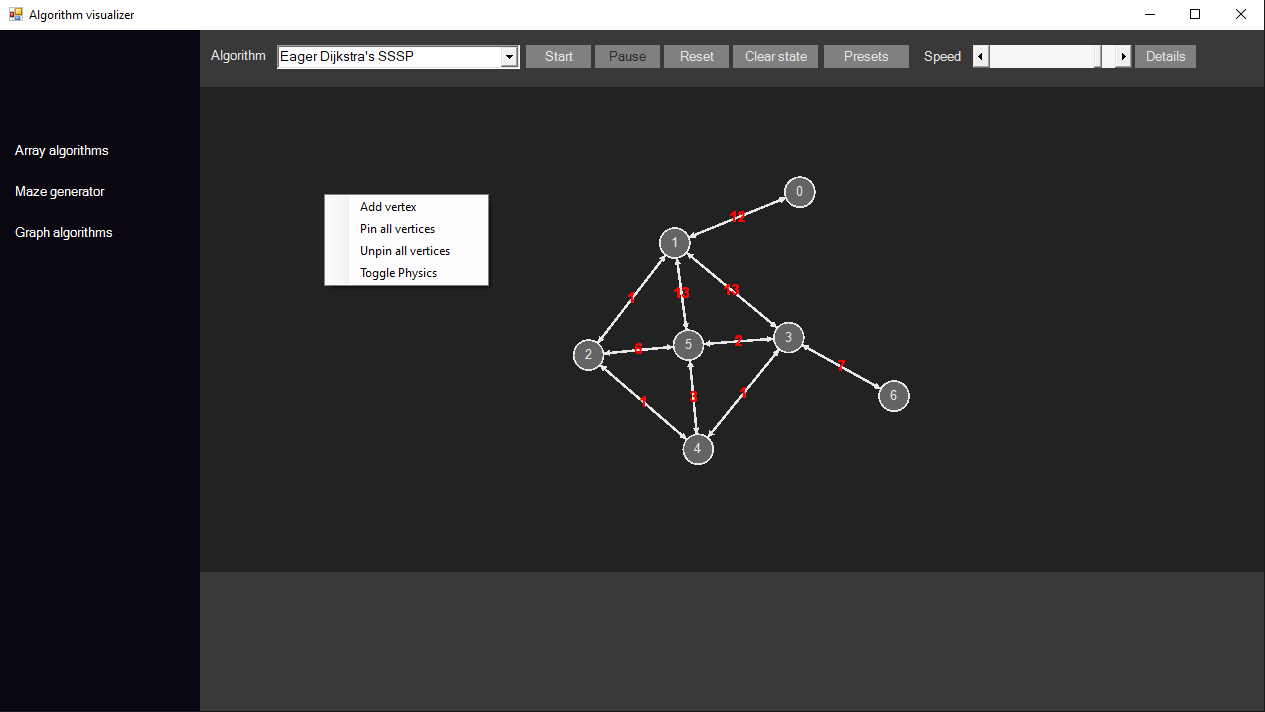 Algorithm visualizer
Algorithm Eager Dijkstra's SSSP Start Pause Reset Clear state Presets Speed Details
Array algorithms
Maze generator
Graph algorithms
Add vertex
Pin all vertices
Unpin all vertices
Toggle Physics
0
12
1
1
13
13
2
6
5
2
3
7
1
3
1
6
4